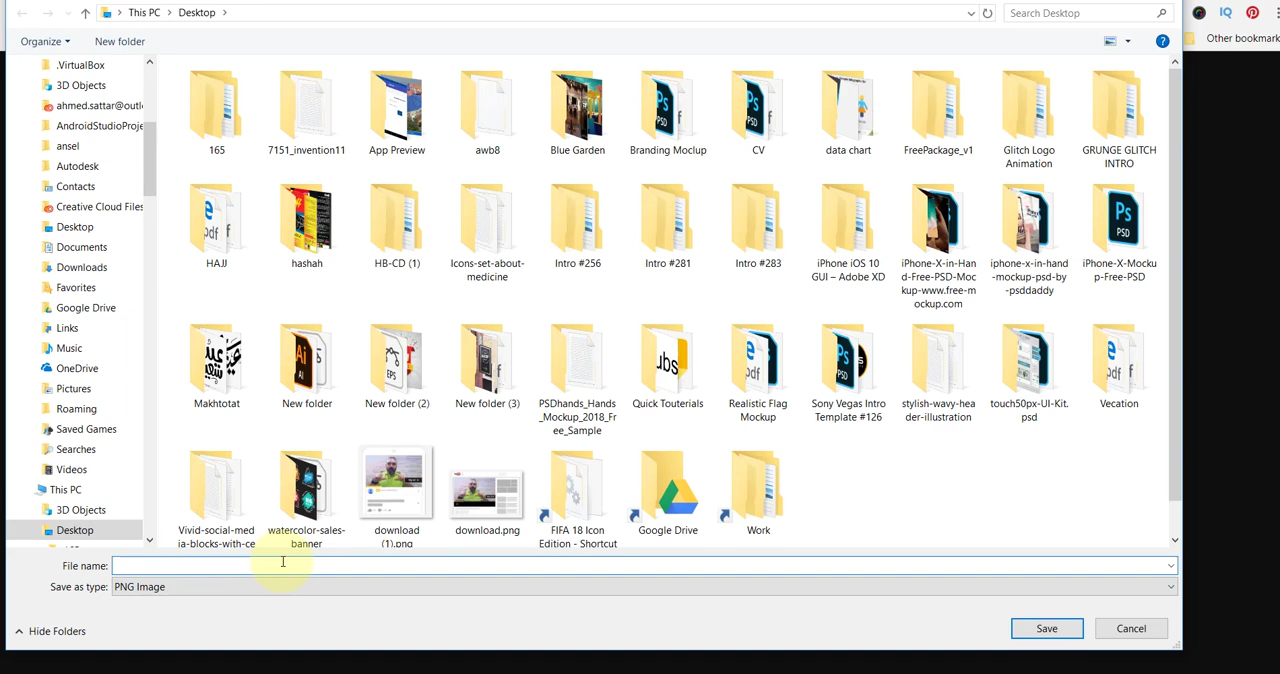 This PC > Desktop >
Search Desktop
IQ
Organize
New folder
Other bookmark
.VirtualBox
3D Objects
ahmed.sattar@outl
AndroidStudioProje
ansel
Autodesk
Contacts
Creative Cloud Files
Desktop
Documents
Downloads
Favorites
Google Drive
Links
Music
OneDrive
Pictures
Roaming
Saved Games
Searches
Videos
This PC
3D Objects
Desktop
165
7151_invention11
App Preview
awb8
Blue Garden
Branding Moclup
CV
data chart
FreePackage_v1
Glitch Logo
Animation
GRUNGE GLITCH
INTRO
HAJJ
hashah
HB-CD (1)
Icons-set-about-
medicine
Intro #256
Intro #281
Intro #283
iPhone iOS 10
GUI – Adobe XD
iPhone-X-in-Han
d-Free-PSD-Moc
kup-www.free-m
ockup.com
iphone-x-in-hand
-mockup-psd-by
-psddaddy
iPhone-X-Mocku
p-Free-PSD
Makhtotat
New folder
New folder (2)
New folder (3)
PSDhands_Hands
_Mockup_2018_Fr
ee_Sample
Quick Touterials
Realistic Flag
Mockup
Sony Vegas Intro
Template #126
stylish-wavy-hea
der-illustration
touch50px-UI-Kit.
psd
Vecation
Vivid-social-med
ia-blocks-with-ce
watercolor-sales-
banner
download
(1).png
download.png
FIFA 18 Icon
Edition - Shortcut
Google Drive
Work
File name:
Save as type: PNG Image
Hide Folders
Save
Cancel